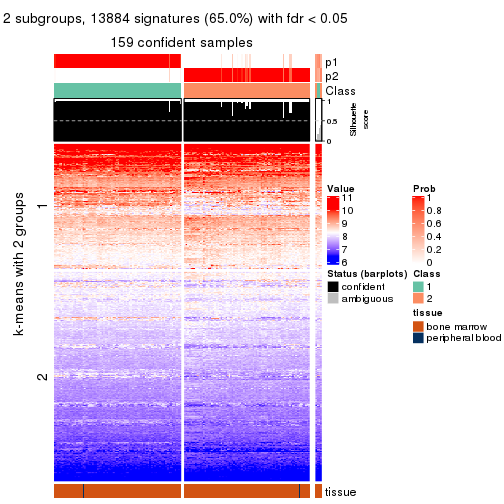 2 subgroups, 13884 signatures (65.0%) with fdr < 0.05
159 confident samples
p1
p2
Class
1
0.5
0
Silhouette
score
k-means with 2 groups
1
2
Value
11
10
9
8
7
6
Prob
1
0.8
0.6
0.4
0.2
0
Status (barplots)
confident
ambiguous
Class
1
2
tissue
bone marrow
peripheral blood
tissue